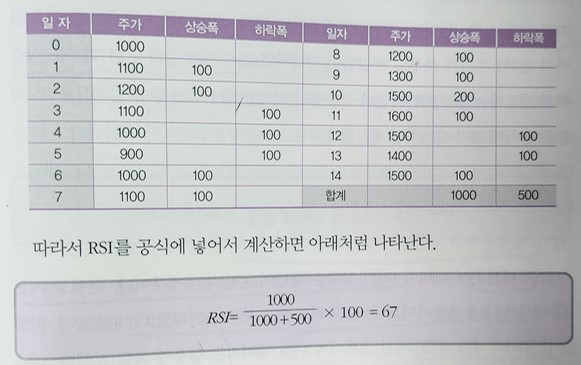 일 자 주가 상승폭 하락폭 일자 주가 상승폭 하락폭
0 1000 8 1200 100
1 1100 100 9 1300 100
2 1200 100 10 1500 200
3 1100 100 11 1600 100
4 1000 100 12 1500 100
5 900 100 13 1400 100
6 1000 100 14 1500 100
7 1100 100 합계 1000 500
따라서 RSI를 공식에 넣어서 계산하면 아래처럼 나타난다.
RSI= 1000 / 1000+500 × 100 = 67